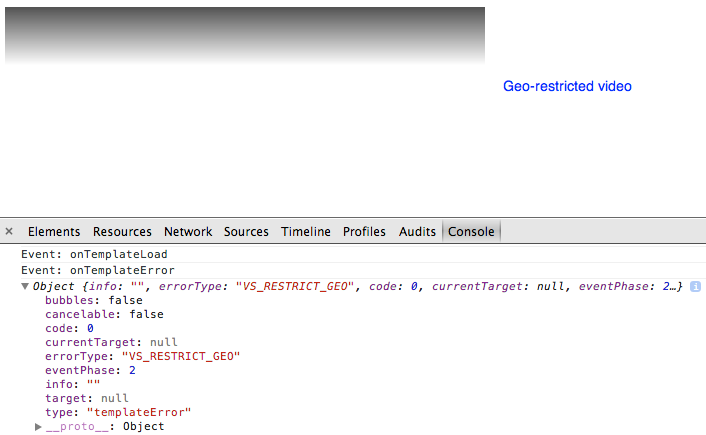 Geo-restricted video
× Elements Resources Network Sources Timeline Profiles Audits Console
Event: onTemplateLoad
Event: onTemplateError
▼Object {info: "", errorType: "VS_RESTRICT_GEO", code: 0, currentTarget: null, eventPhase: 2…} i
bubbles: false
cancelable: false
code: 0
currentTarget: null
errorType: "VS_RESTRICT_GEO"
eventPhase: 2
info: ""
target: null
type: "templateError"
▶__proto__: Object